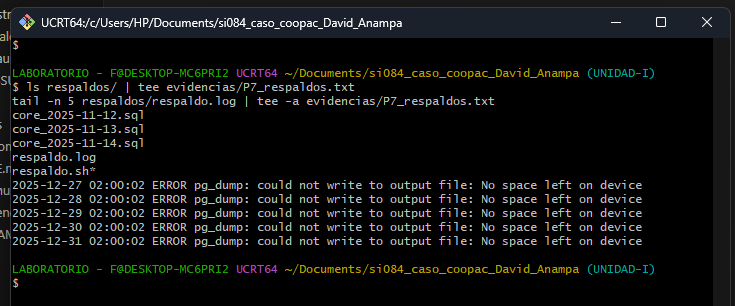 UCRT64:/c/Users/HP/Documents/si084_caso_coopac_David_Anampa
$
LABORATORIO - F@DESKTOP-MC6PRI2 UCRT64 ~/Documents/si084_caso_coopac_David_Anampa (UNIDAD-I)
$ ls respaldos/ | tee evidencias/P7_respaldos.txt
tail -n 5 respaldos/respaldo.log | tee -a evidencias/P7_respaldos.txt
core_2025-11-12.sql
core_2025-11-13.sql
core_2025-11-14.sql
respaldo.log
respaldo.sh*
2025-12-27 02:00:02 ERROR pg_dump: could not write to output file: No space left on device
2025-12-28 02:00:02 ERROR pg_dump: could not write to output file: No space left on device
2025-12-29 02:00:02 ERROR pg_dump: could not write to output file: No space left on device
2025-12-30 02:00:02 ERROR pg_dump: could not write to output file: No space left on device
2025-12-31 02:00:02 ERROR pg_dump: could not write to output file: No space left on device
LABORATORIO - F@DESKTOP-MC6PRI2 UCRT64 ~/Documents/si084_caso_coopac_David_Anampa (UNIDAD-I)
$